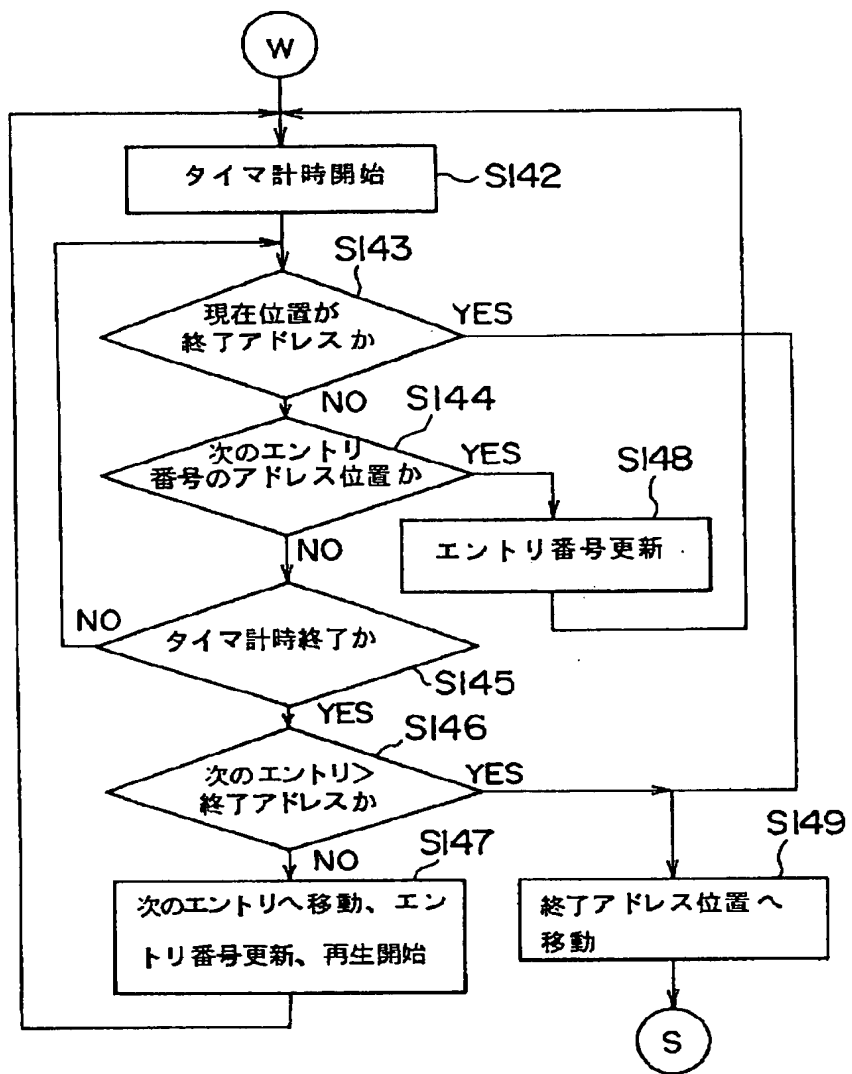 W
タイマ計時開始
S142
S143
現在位置が
終了アドレスか
YES
NO
S144
次のエントリ
番号のアドレス位置か
YES
S148
エントリ番号更新
NO
NO
タイマ計時終了か
S145
YES
S146
次のエントリ>
終了アドレスか
YES
NO
S147
次のエントリへ移動、エン
トリ番号更新、再生開始
S149
終了アドレス位置へ
移動
S